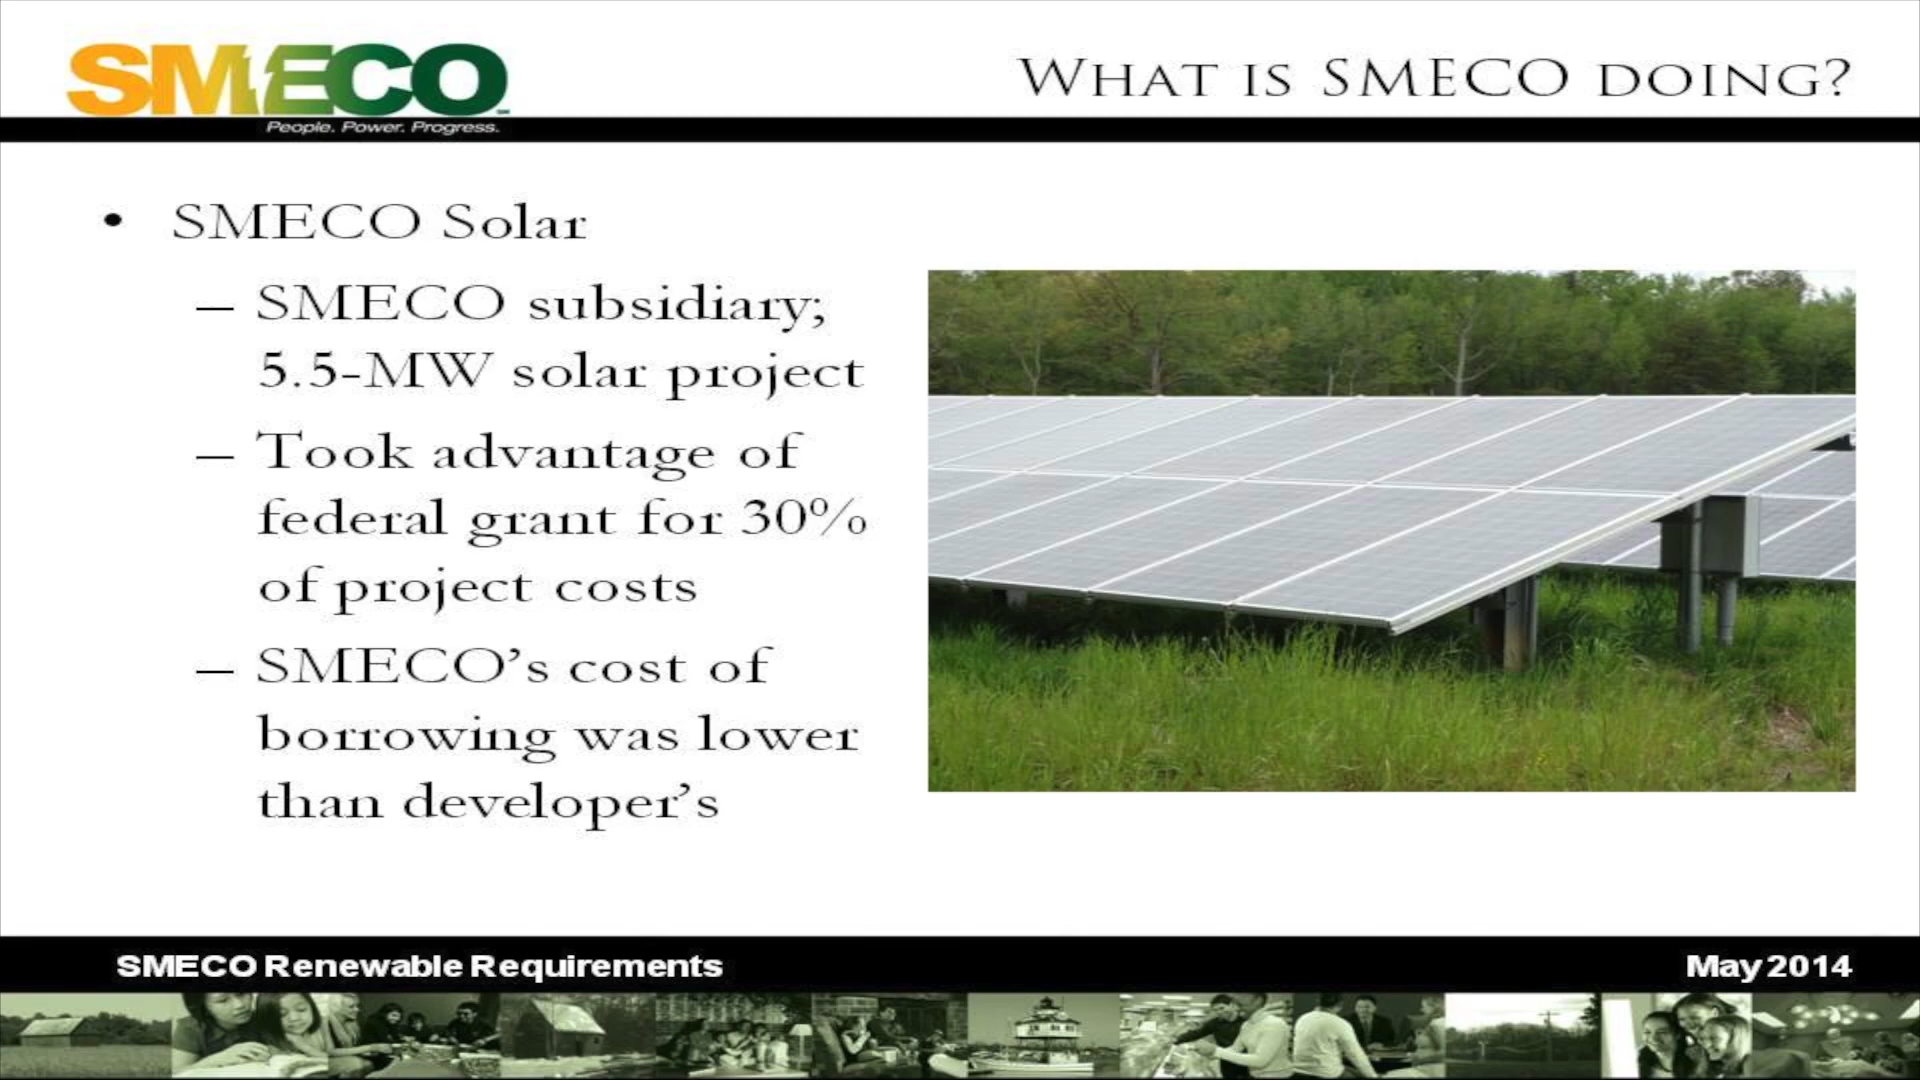 SMECO
People. Power. Progress.
WHAT IS SMECO DOING?
• SMECO Solar
– SMECO subsidiary;
5.5-MW solar project
– Took advantage of
federal grant for 30%
of project costs
– SMECO’s cost of
borrowing was lower
than developer’s
SMECO Renewable Requirements
May 2014